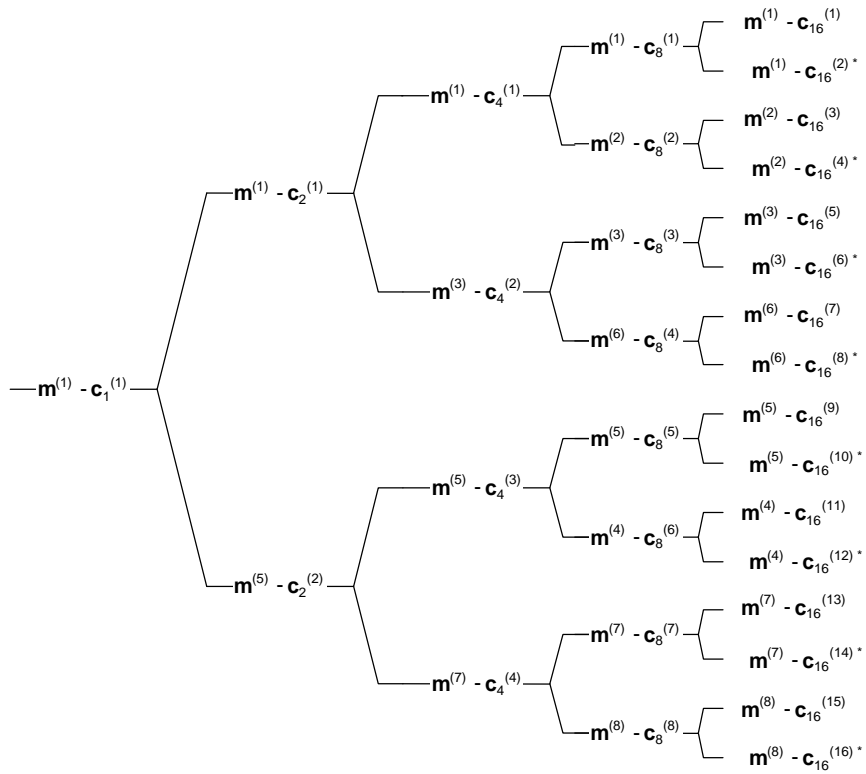 m(1) - c16(1)
m(1) - c8(1)
m(1) - c16(2) *
m(1) - c4(1)
m(2) - c16(3)
m(2) - c8(2)
m(2) - c16(4) *
m(1) - c2(1)
m(3) - c16(5)
m(3) - c8(3)
m(3) - c16(6) *
m(3) - c4(2)
m(6) - c16(7)
m(6) - c8(4)
m(6) - c16(8) *
m(1) - c1(1)
m(5) - c16(9)
m(5) - c8(5)
m(5) - c16(10) *
m(5) - c4(3)
m(4) - c16(11)
m(4) - c8(6)
m(4) - c16(12) *
m(5) - c2(2)
m(7) - c16(13)
m(7) - c8(7)
m(7) - c16(14) *
m(7) - c4(4)
m(8) - c16(15)
m(8) - c8(8)
m(8) - c16(16) *